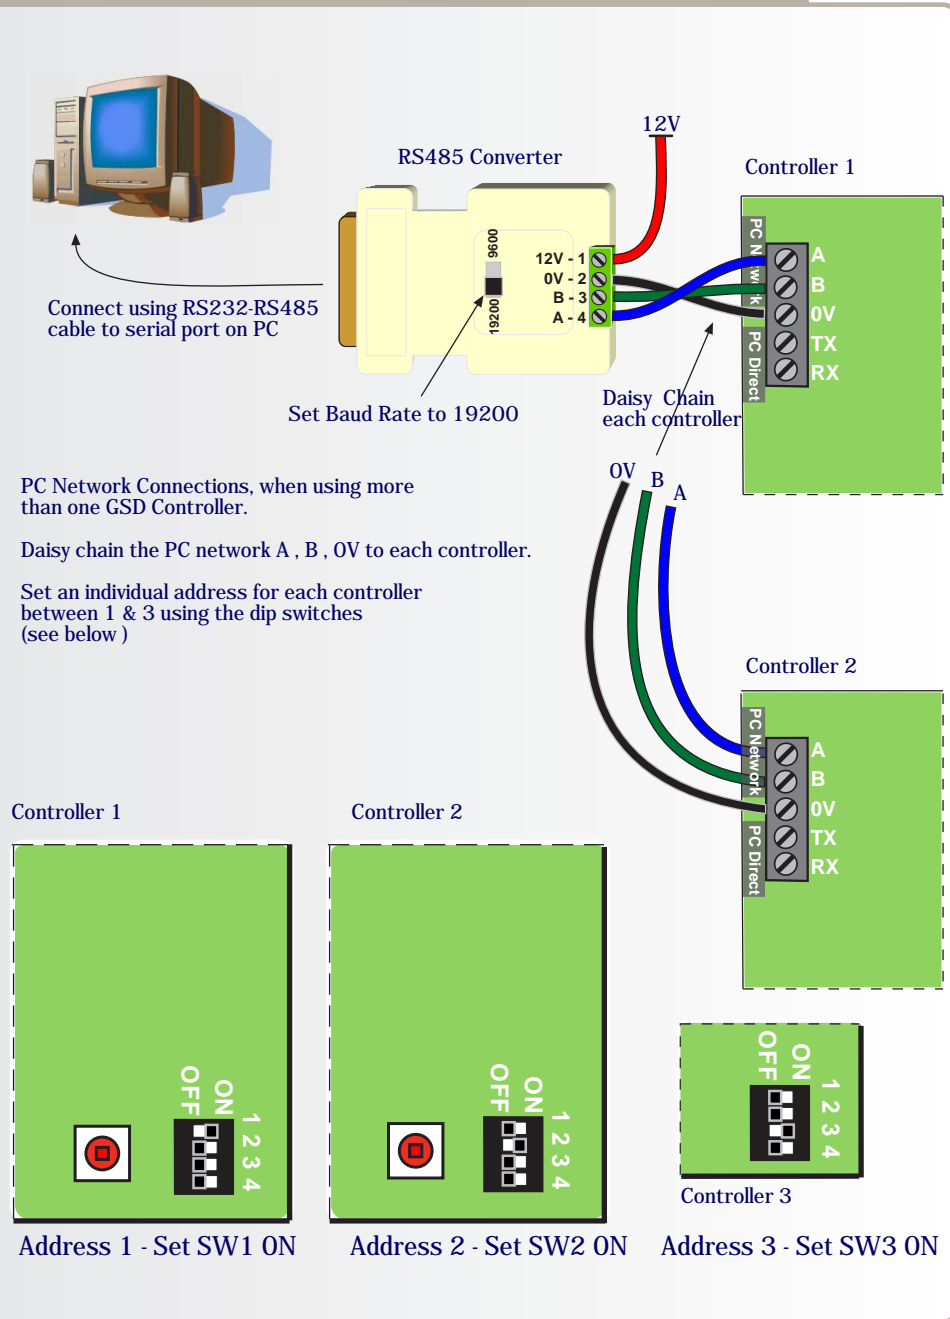 12V
RS485 Converter
Controller 1
9600
19200
12V - 1
0V - 2
B - 3
A - 4
PC Network
PC Direct
A
B
0V
TX
RX
Connect using RS232-RS485
cable to serial port on PC
Set Baud Rate to 19200
Daisy Chain
each controller
0V
B
A
PC Network Connections, when using more
than one GSD Controller.
Daisy chain the PC network A , B , 0V to each controller.
Set an individual address for each controller
between 1 & 3 using the dip switches
(see below )
Controller 2
PC Network
PC Direct
A
B
0V
TX
RX
Controller 1
OFF
ON
1 2 3 4
Address 1 - Set SW1 ON
Controller 2
OFF
ON
1 2 3 4
Address 2 - Set SW2 ON
OFF
ON
1 2 3 4
Controller 3
Address 3 - Set SW3 ON